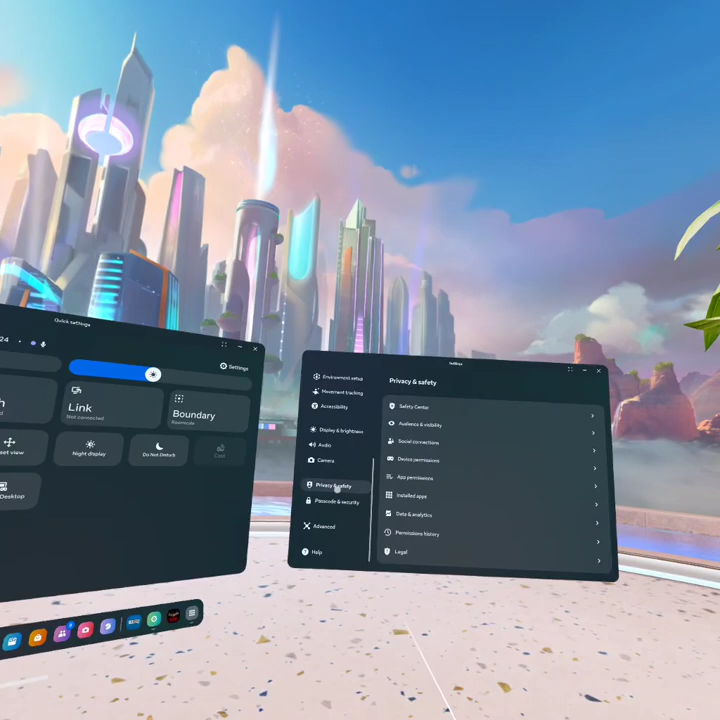 Quick settings
24
Settings
Link
Not connected
Boundary
Roomscale
Night display
Do Not Disturb
Cast
Desktop
Settings
Environment setup
Movement tracking
Accessibility
Display & brightness
Audio
Camera
Privacy & safety
Passcode & security
Advanced
Help
Privacy & safety
Safety Center
Audience & visibility
Social connections
Device permissions
App permissions
Installed apps
Data & analytics
Permissions history
Legal